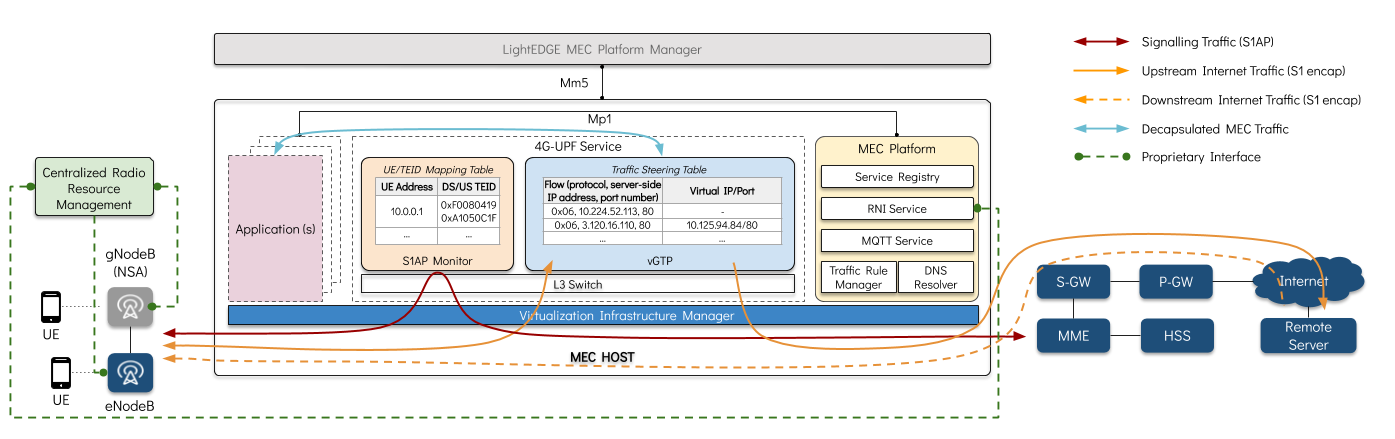 LightEDGE MEC Platform Manager
Mm5
Mp1
Signalling Traffic (S1AP)
Upstream Internet Traffic (S1 encap)
Downstream Internet Traffic (S1 encap)
Decapsulated MEC Traffic
Proprietary Interface
Centralized Radio
Resource
Management
gNodeB
(NSA)
UE
UE
eNodeB
Application (s)
4G-UPF Service
UE/TEID Mapping Table
UE Address
DS/US TEID
10.0.0.1
0xF0080419
0xA1050C1F
...
...
S1AP Monitor
Traffic Steering Table
Flow (protocol, server-side
IP address, port number)
Virtual IP/Port
0x06, 10.224.52.113, 80
-
0x06, 3.120.16.110, 80
10.125.94.84/80
...
...
vGTP
L3 Switch
MEC Platform
Service Registry
RNI Service
MQTT Service
Traffic Rule
Manager
DNS
Resolver
Virtualization Infrastructure Manager
MEC HOST
S-GW
P-GW
Internet
MME
HSS
Remote
Server